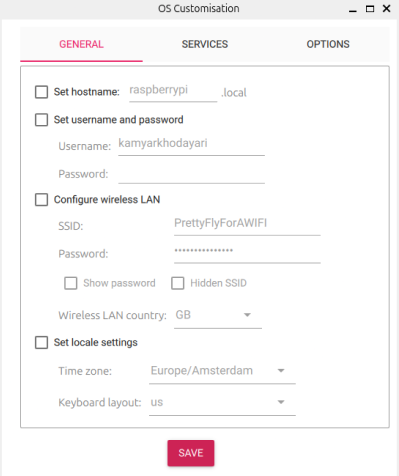 OS Customisation
GENERAL SERVICES OPTIONS
Set hostname: raspberrypi .local
Set username and password
Username: kamyarkhodayari
Password:
Configure wireless LAN
SSID: PrettyFlyForAWIFI
Password: •••••••••••••••
Show password Hidden SSID
Wireless LAN country: GB
Set locale settings
Time zone: Europe/Amsterdam
Keyboard layout: us
SAVE